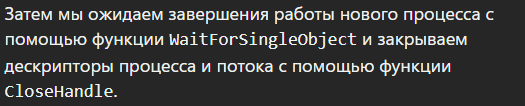 Затем мы ожидаем завершения работы нового процесса с
помощью функции WaitForSingleObject и закрываем
дескрипторы процесса и потока с помощью функции
CloseHandle.